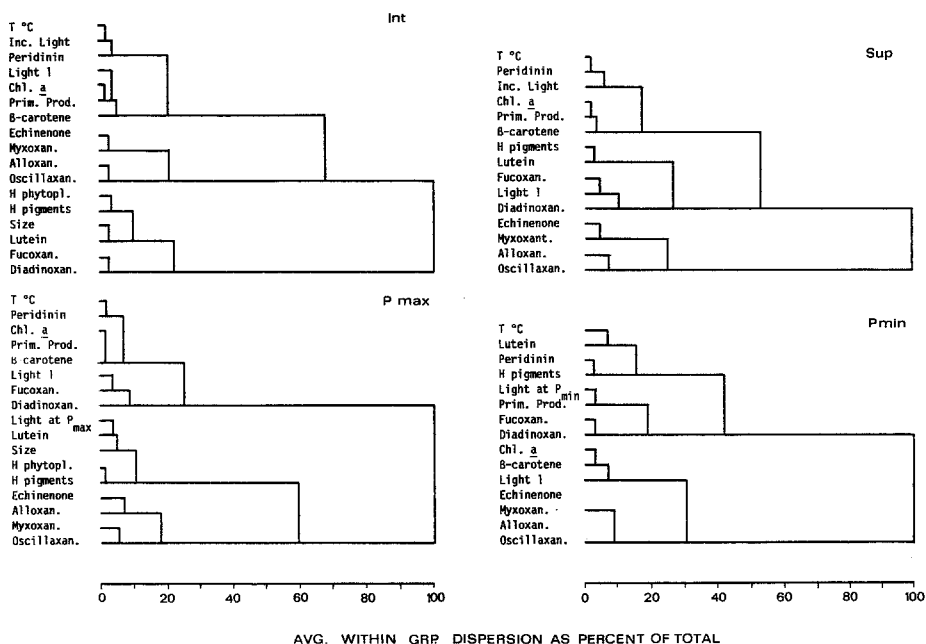 Int
T °C
Inc. Light
Peridinin
Light 1
Chl. a
Prim. Prod.
ß-carotene
Echinenone
Myxoxan.
Alloxan.
Oscillaxan.
H phytopl.
H pigments
Size
Lutein
Fucoxan.
Diadinoxan.
Sup
T °C
Peridinin
Inc. Light
Chl. a
Prim. Prod.
ß-carotene
H pigments
Lutein
Fucoxan.
Light 1
Diadinoxan.
Echinenone
Myxoxant.
Alloxan.
Oscillaxan.
P max
T °C
Peridinin
Chl. a
Prim. Prod.
ß-carotene
Light 1
Fucoxan.
Diadinoxan.
Light at Pmax
Lutein
Size
H phytopl.
H pigments
Echinenone
Alloxan.
Myxoxan.
Oscillaxan.
Pmin
T °C
Lutein
Peridinin
H pigments
Light at Pmin
Prim. Prod.
Fucoxan.
Diadinoxan.
Chl. a
ß-carotene
Light 1
Echinenone
Myxoxan.
Alloxan.
Oscillaxan.
0 20 40 60 80 100
0 20 40 60 80 100
AVG. WITHIN GRP. DISPERSION AS PERCENT OF TOTAL